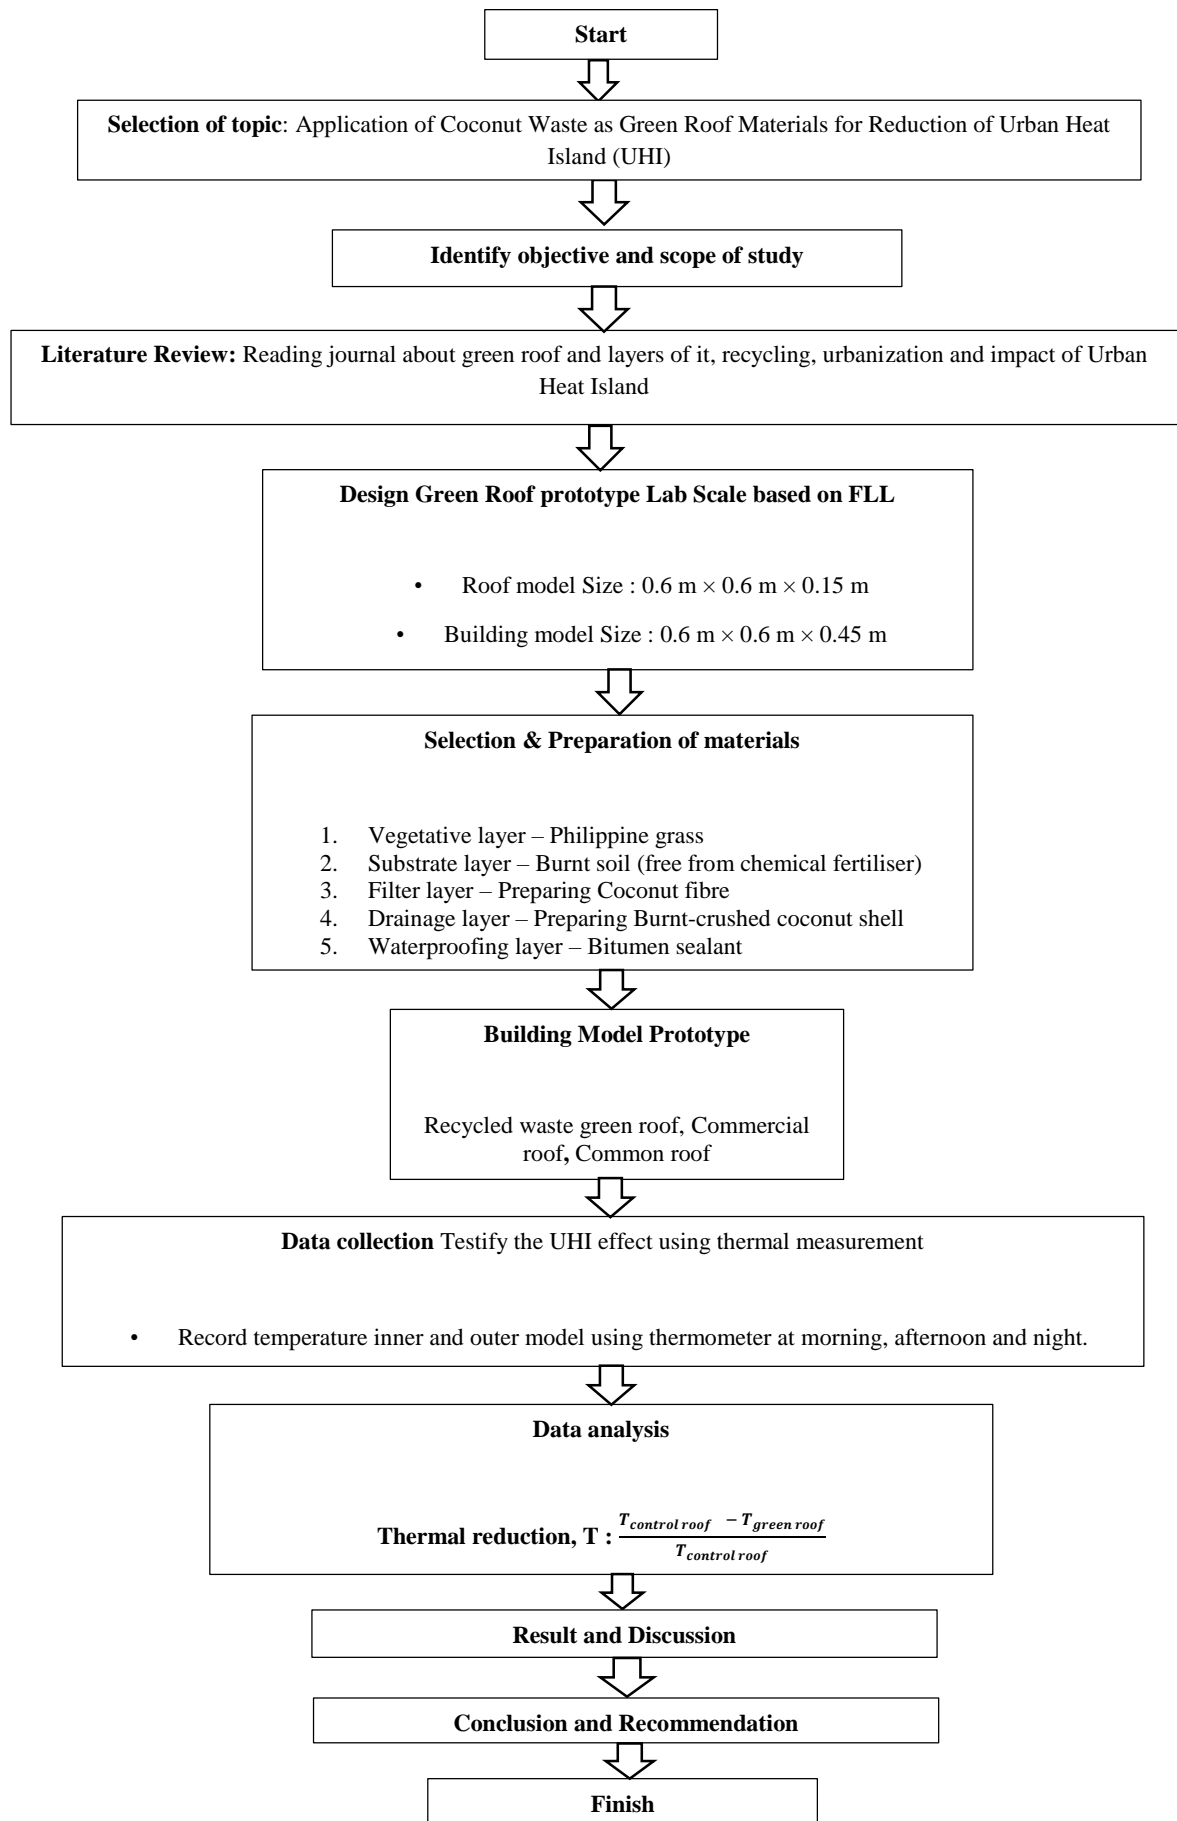 Start
Selection of topic: Application of Coconut Waste as Green Roof Materials for Reduction of Urban Heat
Island (UHI)
Identify objective and scope of study
Literature Review: Reading journal about green roof and layers of it, recycling, urbanization and impact of Urban
Heat Island
Design Green Roof prototype Lab Scale based on FLL
• Roof model Size : 0.6 m × 0.6 m × 0.15 m
• Building model Size : 0.6 m × 0.6 m × 0.45 m
Selection & Preparation of materials
1. Vegetative layer – Philippine grass
2. Substrate layer – Burnt soil (free from chemical fertiliser)
3. Filter layer – Preparing Coconut fibre
4. Drainage layer – Preparing Burnt-crushed coconut shell
5. Waterproofing layer – Bitumen sealant
Building Model Prototype
Recycled waste green roof, Commercial
roof, Common roof
Data collection Testify the UHI effect using thermal measurement
• Record temperature inner and outer model using thermometer at morning, afternoon and night.
Data analysis
Thermal reduction, T : \frac{T_{control roof} - T_{green roof}}{T_{control roof}}
Result and Discussion
Conclusion and Recommendation
Finish